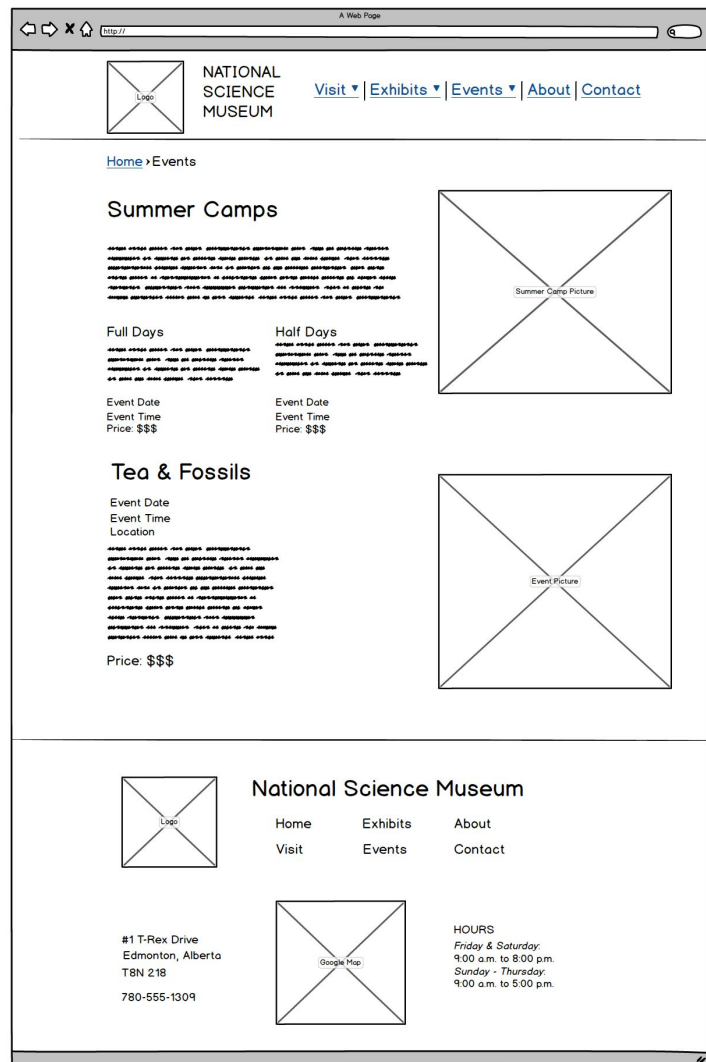 A Web Page
http://
Logo
NATIONAL
SCIENCE
MUSEUM
Visit ▼ | Exhibits ▼ | Events ▼ | About | Contact
Home › Events
Summer Camps
Summer Camp Picture
Full Days
Event Date
Event Time
Price: $$$
Half Days
Event Date
Event Time
Price: $$$
Tea & Fossils
Event Date
Event Time
Location
Price: $$$
Event Picture
Logo
National Science Museum
Home Exhibits About
Visit Events Contact
#1 T-Rex Drive
Edmonton, Alberta
T8N 218
780-555-1309
Google Map
HOURS
Friday & Saturday:
9:00 a.m. to 8:00 p.m.
Sunday - Thursday:
9:00 a.m. to 5:00 p.m.